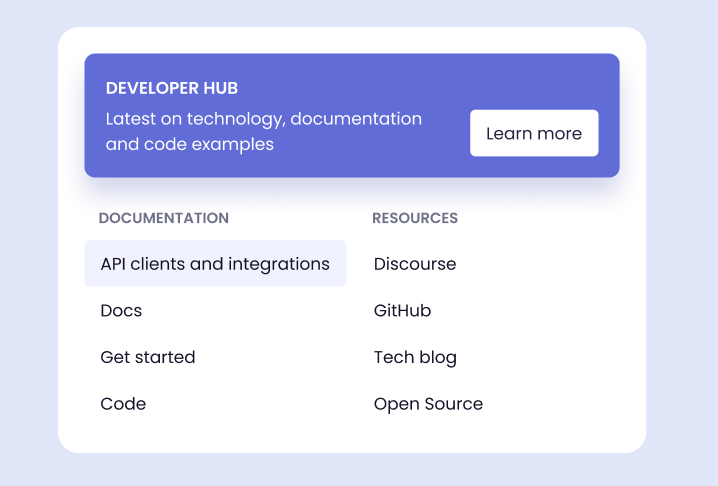 DEVELOPER HUB
Latest on technology, documentation
and code examples
Learn more
DOCUMENTATION
API clients and integrations
Docs
Get started
Code
RESOURCES
Discourse
GitHub
Tech blog
Open Source